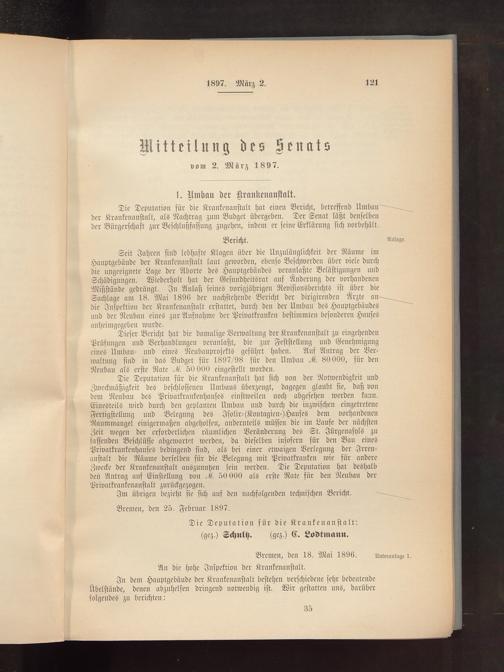 1897. März 2.
121
Mitteilung des Senats
vom 2. März 1897.
1. Umbau der Krankenanstalt.
Die Deputation für die Krankenanstalt hat einen Bericht, betreffend Umbau
der Krankenanstalt, als Nachtrag zum Budget übergeben. Der Senat läßt denselben
der Bürgerschaft zur Beschlußfassung zugehen, indem er seine Erklärung sich vorbehält.
Bericht.
Anlage.
Seit Jahren sind lebhafte Klagen über die Unzulänglichkeit der Räume im
Hauptgebäude der Krankenanstalt laut geworden, ebenso Beschwerden über viele durch
die ungeeignete Lage der Aborte des Hauptgebäudes veranlaßte Belästigungen und
Schädigungen. Wiederholt hat der Gesundheitsrat auf Änderung der vorhandenen
Mißstände gedrängt. In Anlaß seines vorigjährigen Revisionsberichts ist über die
Sachlage am 18. Mai 1896 der nachstehende Bericht der dirigirenden Ärzte an
die Inspektion der Krankenanstalt erstattet, durch den der Umbau des Hauptgebäudes
und der Neubau eines zur Aufnahme der Privatkranken bestimmten besonderen Hauses
anheimgegeben wurde.
Dieser Bericht hat die damalige Verwaltung der Krankenanstalt zu eingehenden
Prüfungen und Verhandlungen veranlaßt, die zur Feststellung und Genehmigung
eines Umbau- und eines Neubauprojekts geführt haben. Auf Antrag der Ver-
waltung sind in das Budget für 1897/98 für den Umbau ℳ 80 000, für den
Neubau als erste Rate ℳ 50 000 eingestellt worden.
Die Deputation für die Krankenanstalt hat sich von der Notwendigkeit und
Zweckmäßigkeit des beschlossenen Umbaus überzeugt, dagegen glaubt sie, daß von
dem Neubau des Privatkrankenhauses einstweilen noch abgesehen werden kann.
Einesteils wird durch den geplanten Umbau und durch die inzwischen eingetretene
Fertigstellung und Belegung des Isolir-(Kontagien-)Hauses dem vorhandenen
Raummangel einigermaßen abgeholfen, andernteils müssen die im Laufe der nächsten
Zeit wegen der erforderlichen räumlichen Veränderung des St. Jürgenasyls zu
fassenden Beschlüsse abgewartet werden, da dieselben insofern für den Bau eines
Privatkrankenhauses bedingend sind, als bei einer etwaigen Verlegung der Irren-
anstalt die Räume derselben für die Belegung mit Privatkranken wie für andere
Zwecke der Krankenanstalt auszunutzen sein werden. Die Deputation hat deshalb
den Antrag auf Einstellung von ℳ 50 000 als erste Rate für den Neubau der
Privatkrankenanstalt zurückgezogen.
Im übrigen bezieht sie sich auf den nachfolgenden technischen Bericht.
Bremen, den 25. Februar 1897.
Die Deputation für die Krankenanstalt:
(gez.) Schultz. (gez.) C. Lodtmann.
Bremen, den 18. Mai 1896.
Unteranlage 1.
An die hohe Inspektion der Krankenanstalt.
In dem Hauptgebäude der Krankenanstalt bestehen verschiedene sehr bedeutende
Übelstände, denen abzuhelfen dringend notwendig ist. Wir gestatten uns, darüber
folgendes zu berichten:
35